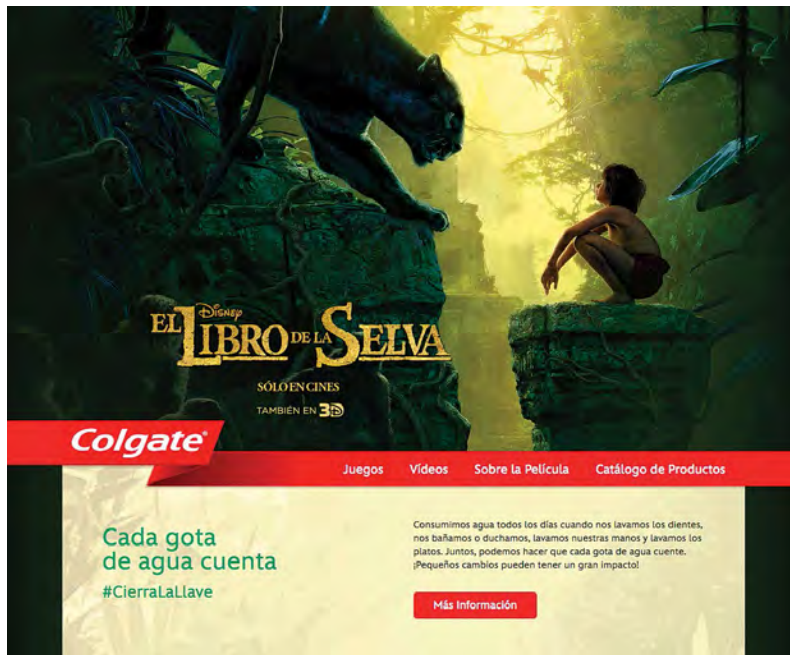 Disney
EL LIBRO DE LA SELVA
SÓLO EN CINES
TAMBIÉN EN 3D
Colgate®
Juegos Vídeos Sobre la Película Catálogo de Productos
Cada gota
de agua cuenta
#CierraLaLlave
Consumimos agua todos los días cuando nos lavamos los dientes,
nos bañamos o duchamos, lavamos nuestras manos y lavamos los
platos. Juntos, podemos hacer que cada gota de agua cuente.
¡Pequeños cambios pueden tener un gran impacto!
Más Información